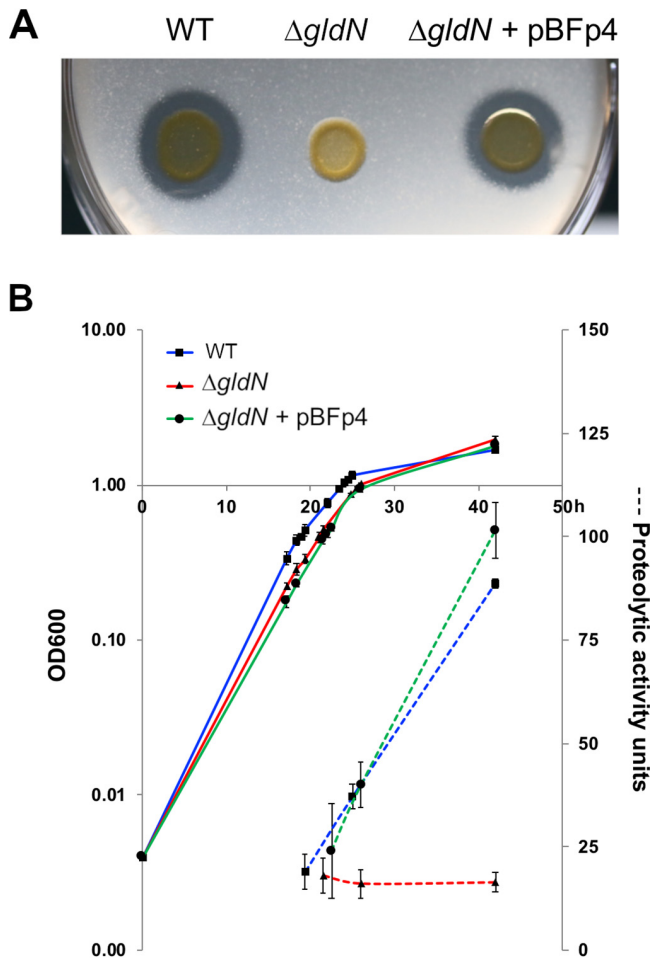 A
WT ΔgldN ΔgldN + pBFp4
B
10.00
1.00
0.10
0.01
0.00
OD600
WT
ΔgldN
ΔgldN + pBFp4
0 10 20 30 40 50h
150
125
100
75
50
25
0
---- Proteolytic activity units